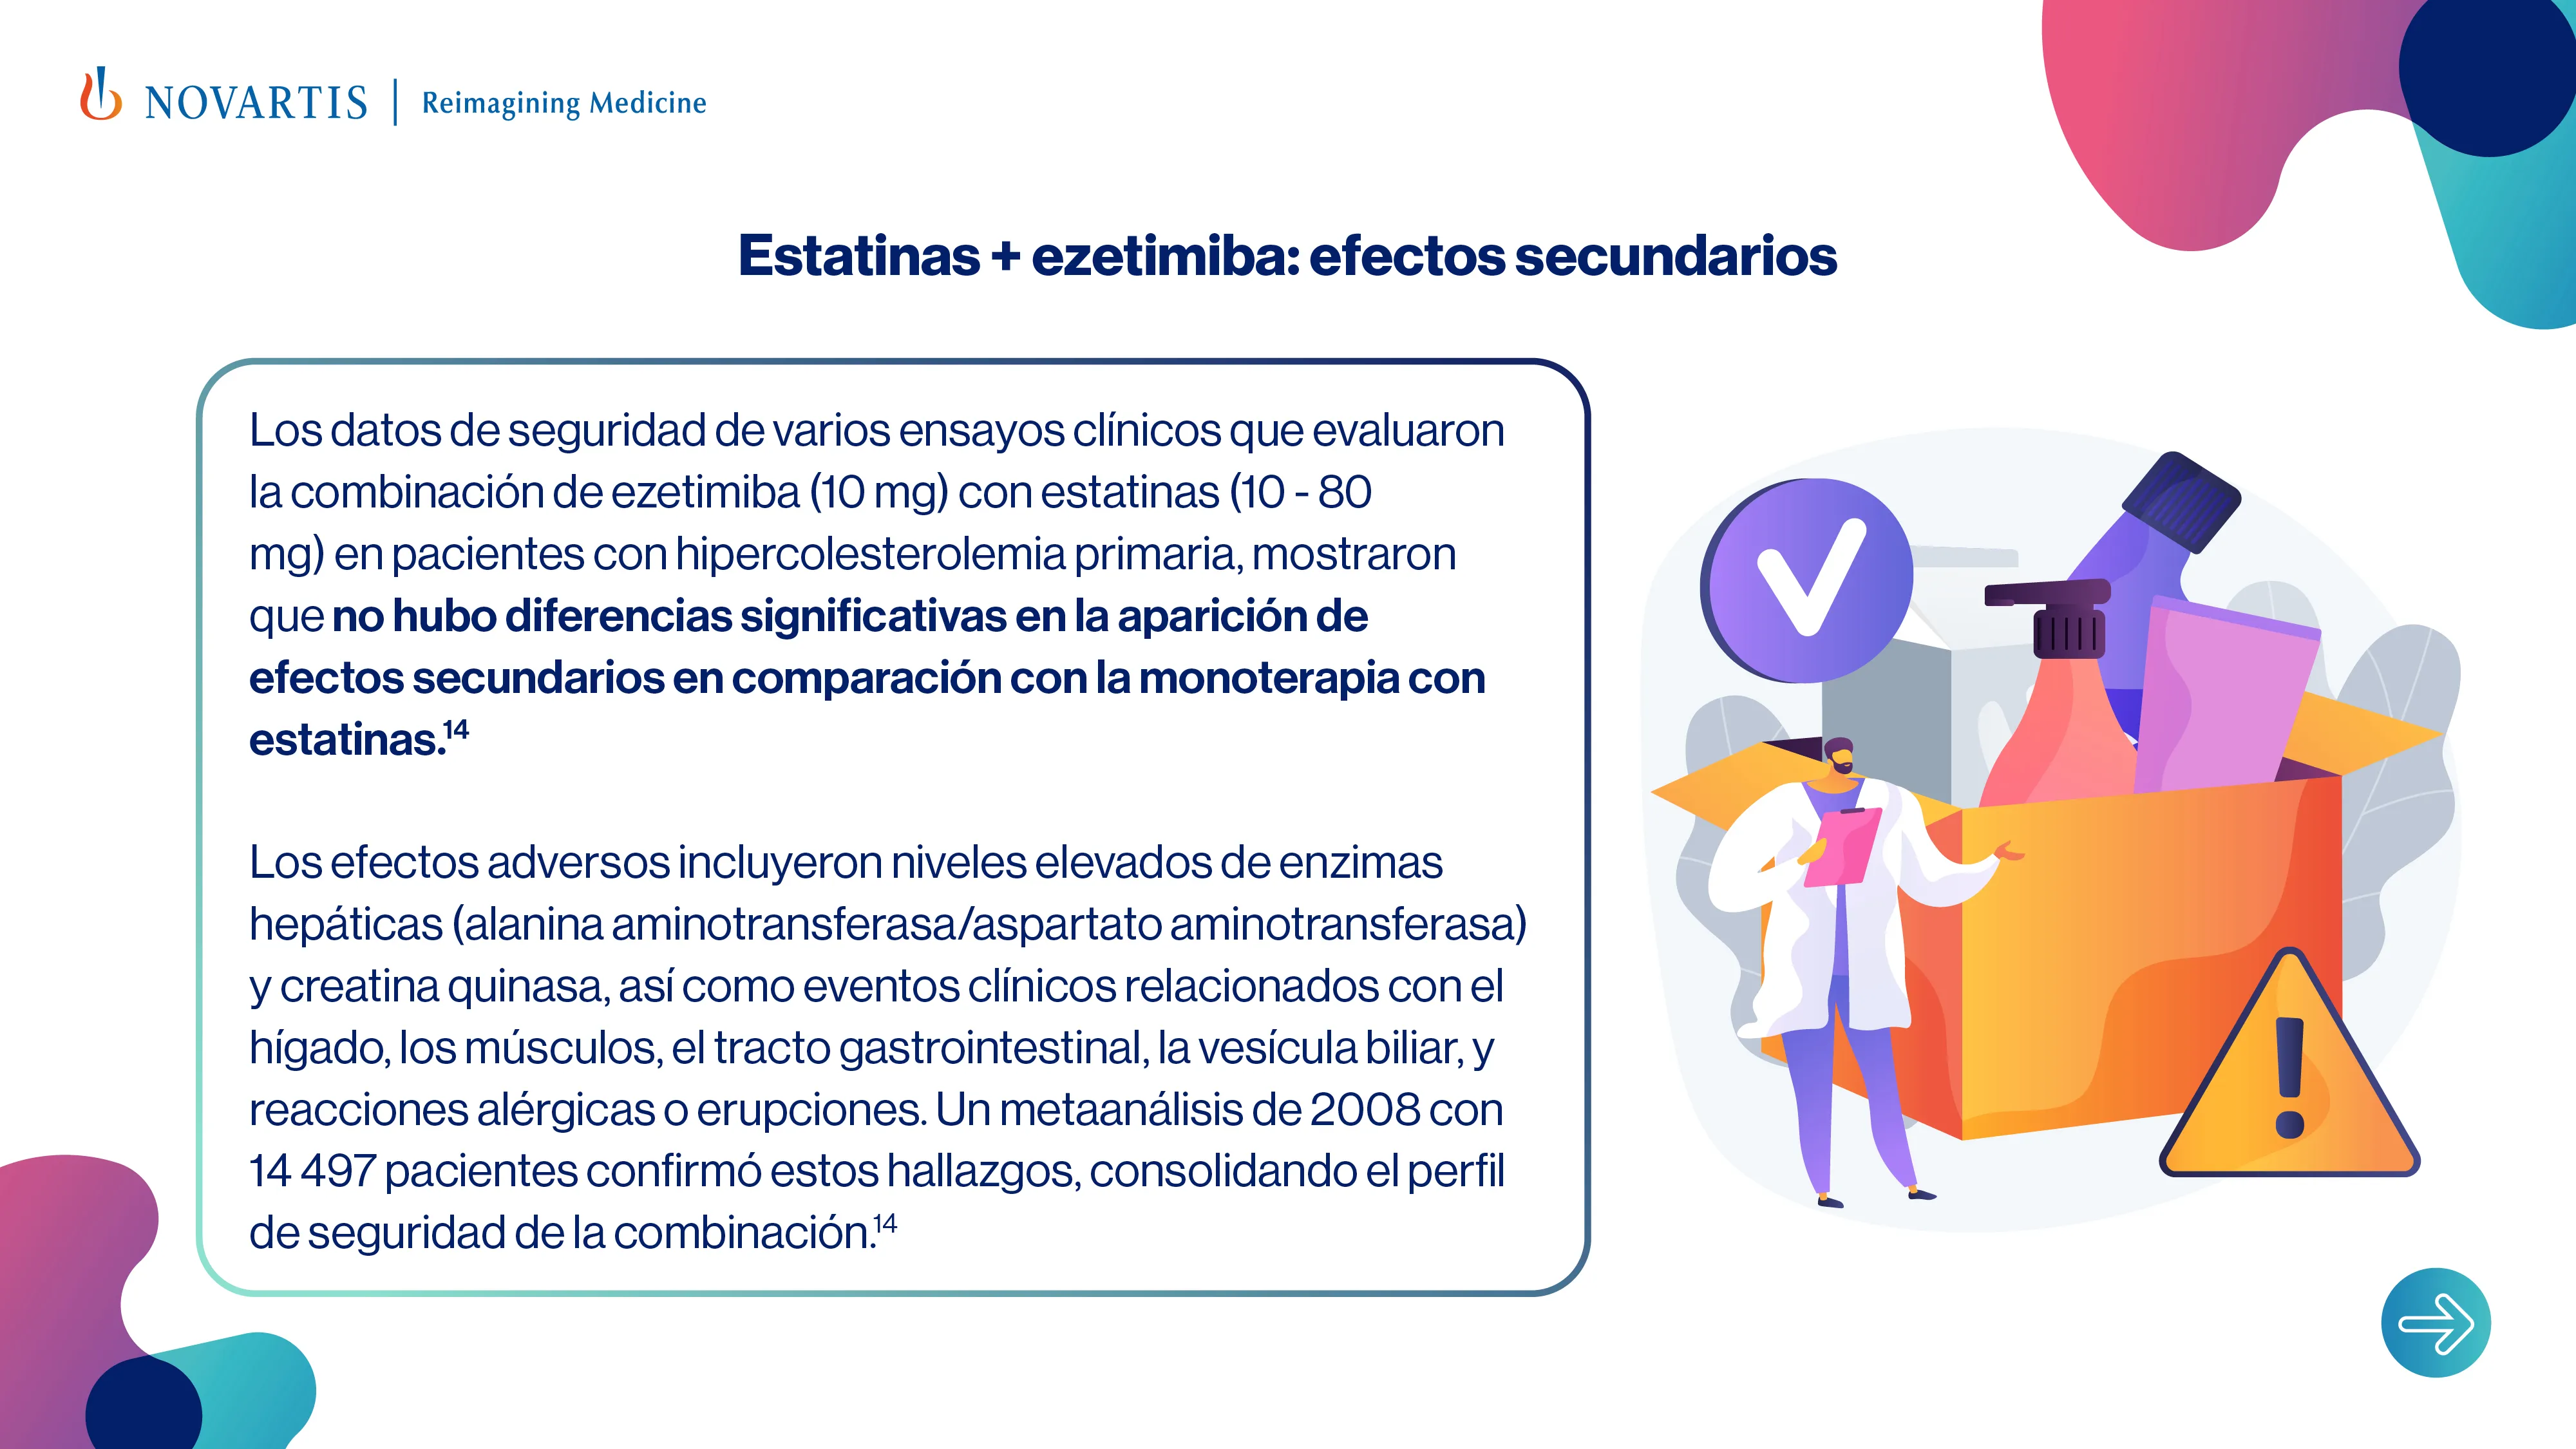 NOVARTIS | Reimagining Medicine
Estatinas + ezetimiba: efectos secundarios
Los datos de seguridad de varios ensayos clínicos que evaluaron
la combinación de ezetimiba (10 mg) con estatinas (10 - 80
mg) en pacientes con hipercolesterolemia primaria, mostraron
que no hubo diferencias significativas en la aparición de
efectos secundarios en comparación con la monoterapia con
estatinas.¹⁴
Los efectos adversos incluyeron niveles elevados de enzimas
hepáticas (alanina aminotransferasa/aspartato aminotransferasa)
y creatina quinasa, así como eventos clínicos relacionados con el
hígado, los músculos, el tracto gastrointestinal, la vesícula biliar, y
reacciones alérgicas o erupciones. Un metaanálisis de 2008 con
14 497 pacientes confirmó estos hallazgos, consolidando el perfil
de seguridad de la combinación.¹⁴